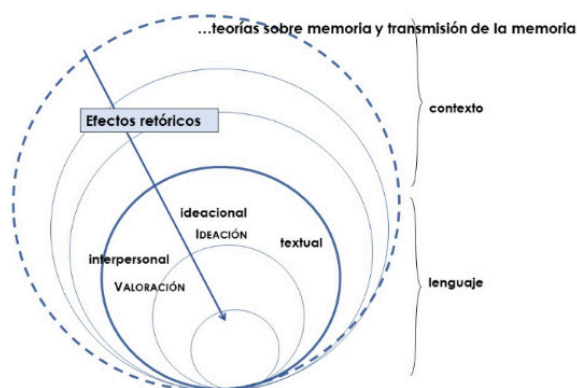 ...teorías sobre memoria y transmisión de la memoria
contexto
Efectos retóricos
ideacional
IDEACIÓN
textual
interpersonal
VALORACIÓN
lenguaje